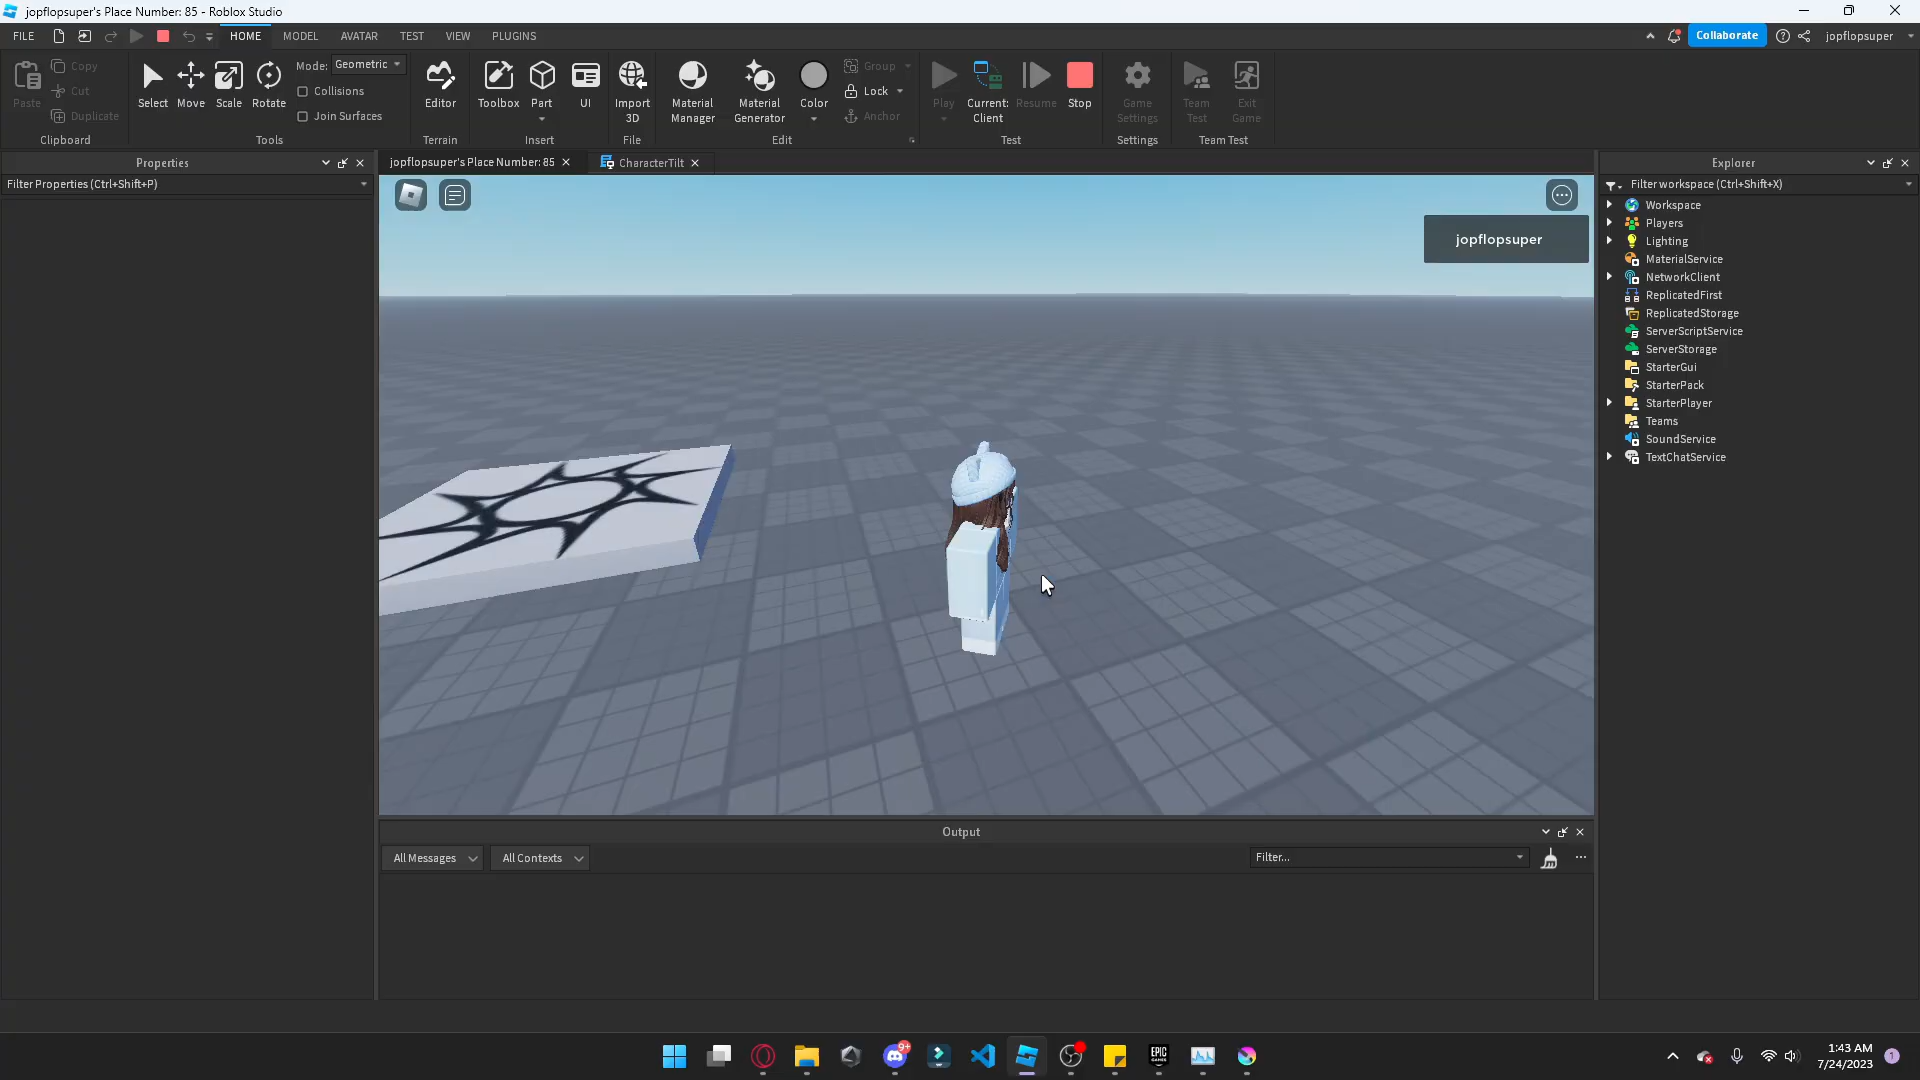 jopflopsuper's Place Number: 85 - Roblox Studio
FILE HOME MODEL AVATAR TEST VIEW PLUGINS Collaborate jopflopsuper
Paste Copy Cut Duplicate Clipboard
Select Move Scale Rotate Mode: Geometric Collisions Join Surfaces Tools
Editor Terrain
Toolbox Part UI Insert
Import 3D File
Material Manager Material Generator Color Group Lock Anchor Edit
Play Current: Client Resume Stop Test
Game Settings Settings
Team Test Exit Game Team Test
Properties
Filter Properties (Ctrl+Shift+P)
jopflopsuper's Place Number: 85 CharacterTilt
jopflopsuper
Explorer
Filter workspace (Ctrl+Shift+X)
Workspace
Players
Lighting
MaterialService
NetworkClient
ReplicatedFirst
ReplicatedStorage
ServerScriptService
ServerStorage
StarterGui
StarterPack
StarterPlayer
Teams
SoundService
TextChatService
Output
All Messages All Contexts Filter...
9+
EPIC GAMES
1:43 AM
7/24/2023
1